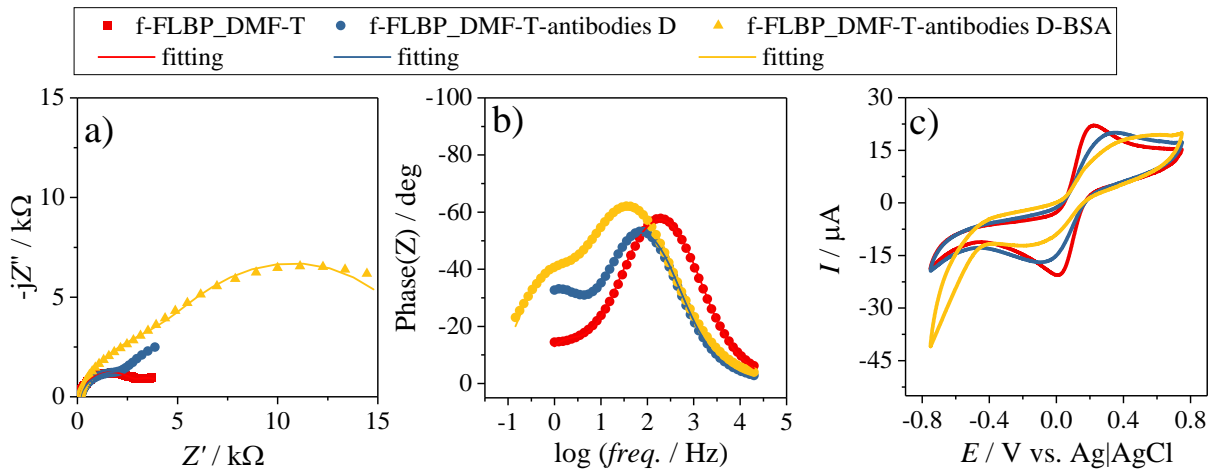 f-FLBP_DMF-T f-FLBP_DMF-T-antibodies D f-FLBP_DMF-T-antibodies D-BSA
fitting fitting fitting
a)
15
10
5
0
-jZ'' / kΩ
0 5 10 15
Z' / kΩ
b)
-100
-80
-60
-40
-20
0
Phase(Z) / deg
-1 0 1 2 3 4 5
log (freq. / Hz)
c)
30
15
0
-15
-30
-45
I / µA
-0.8 -0.4 0.0 0.4 0.8
E / V vs. Ag|AgCl